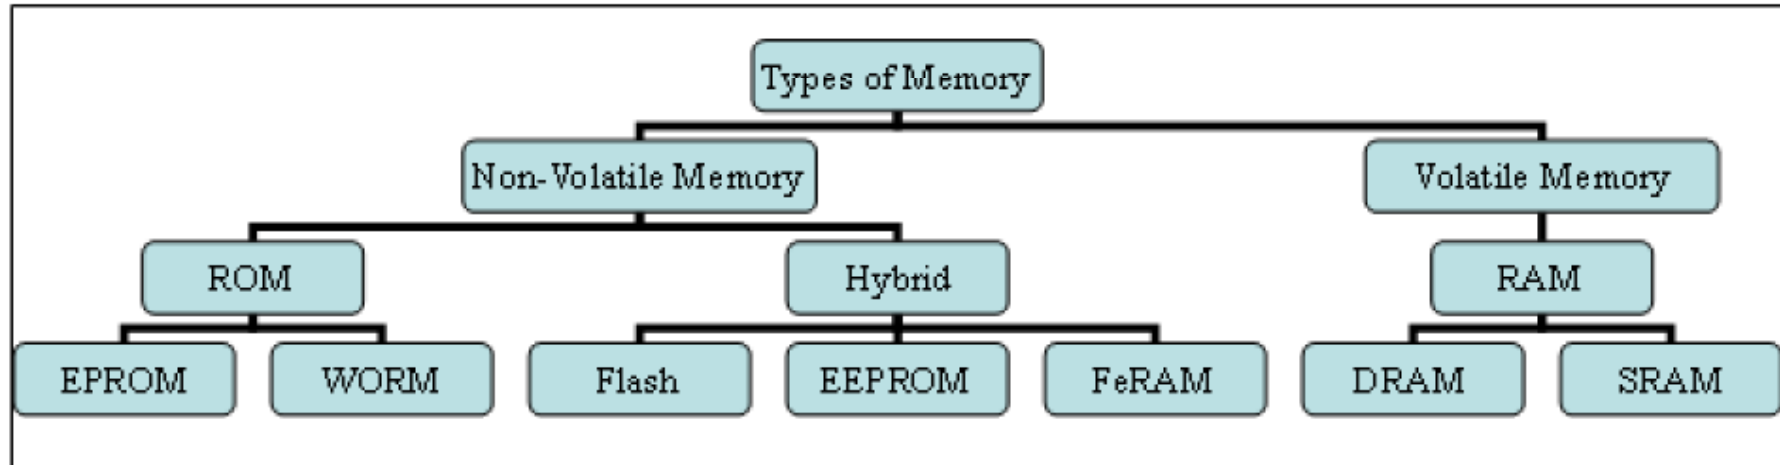 Types of Memory
Non-Volatile Memory
Volatile Memory
ROM
Hybrid
RAM
EPROM
WORM
Flash
EEPROM
FeRAM
DRAM
SRAM